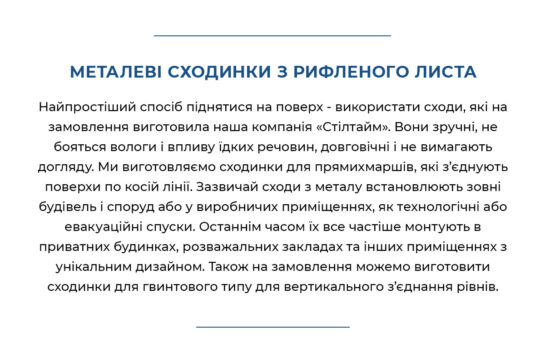 МЕТАЛЕВІ СХОДИНКИ З РИФЛЕНОГО ЛИСТА
Найпростіший спосіб піднятися на поверх - використати сходи, які на
замовлення виготовила наша компанія «Стілтайм». Вони зручні, не
бояться вологи і впливу їдких речовин, довговічні і не вимагають
догляду. Ми виготовляємо сходинки для прямихмаршів, які з’єднують
поверхи по косій лінії. Зазвичай сходи з металу встановлюють зовні
будівель і споруд або у виробничих приміщеннях, як технологічні або
евакуаційні спуски. Останнім часом їх все частіше монтують в
приватних будинках, розважальних закладах та інших приміщеннях з
унікальним дизайном. Також на замовлення можемо виготовити
сходинки для гвинтового типу для вертикального з’єднання рівнів.